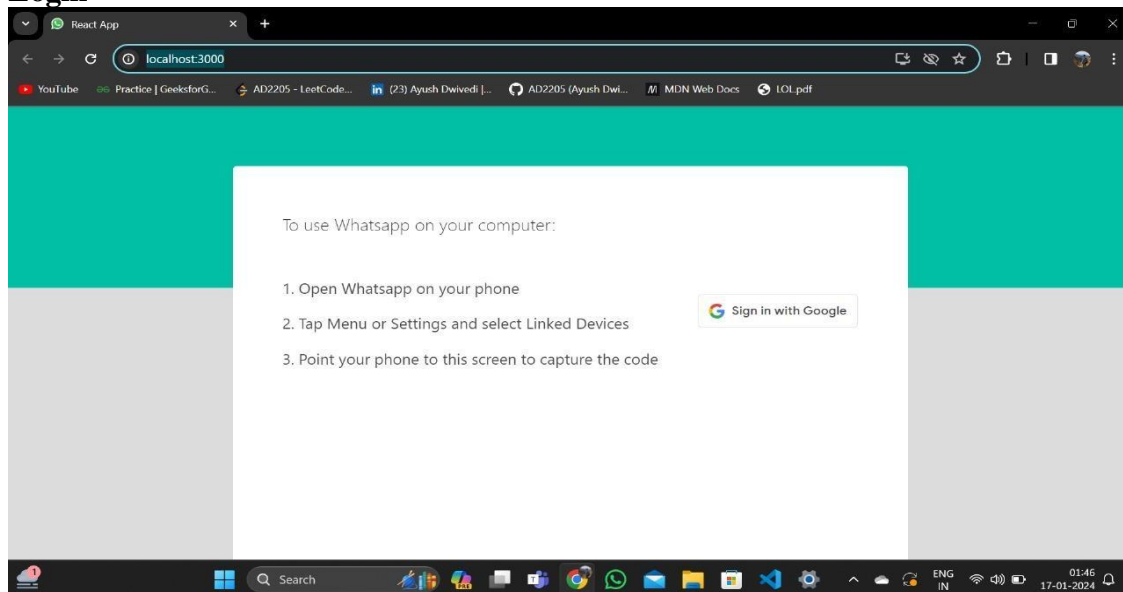 Login
React App
localhost:3000
YouTube Practice | GeeksforG... AD2205 - LeetCode... (23) Ayush Dwivedi |... AD2205 (Ayush Dwi... MDN Web Docs LOL.pdf
To use Whatsapp on your computer:
1. Open Whatsapp on your phone
Sign in with Google
2. Tap Menu or Settings and select Linked Devices
3. Point your phone to this screen to capture the code
Search
ENG
IN
01:46
17-01-2024